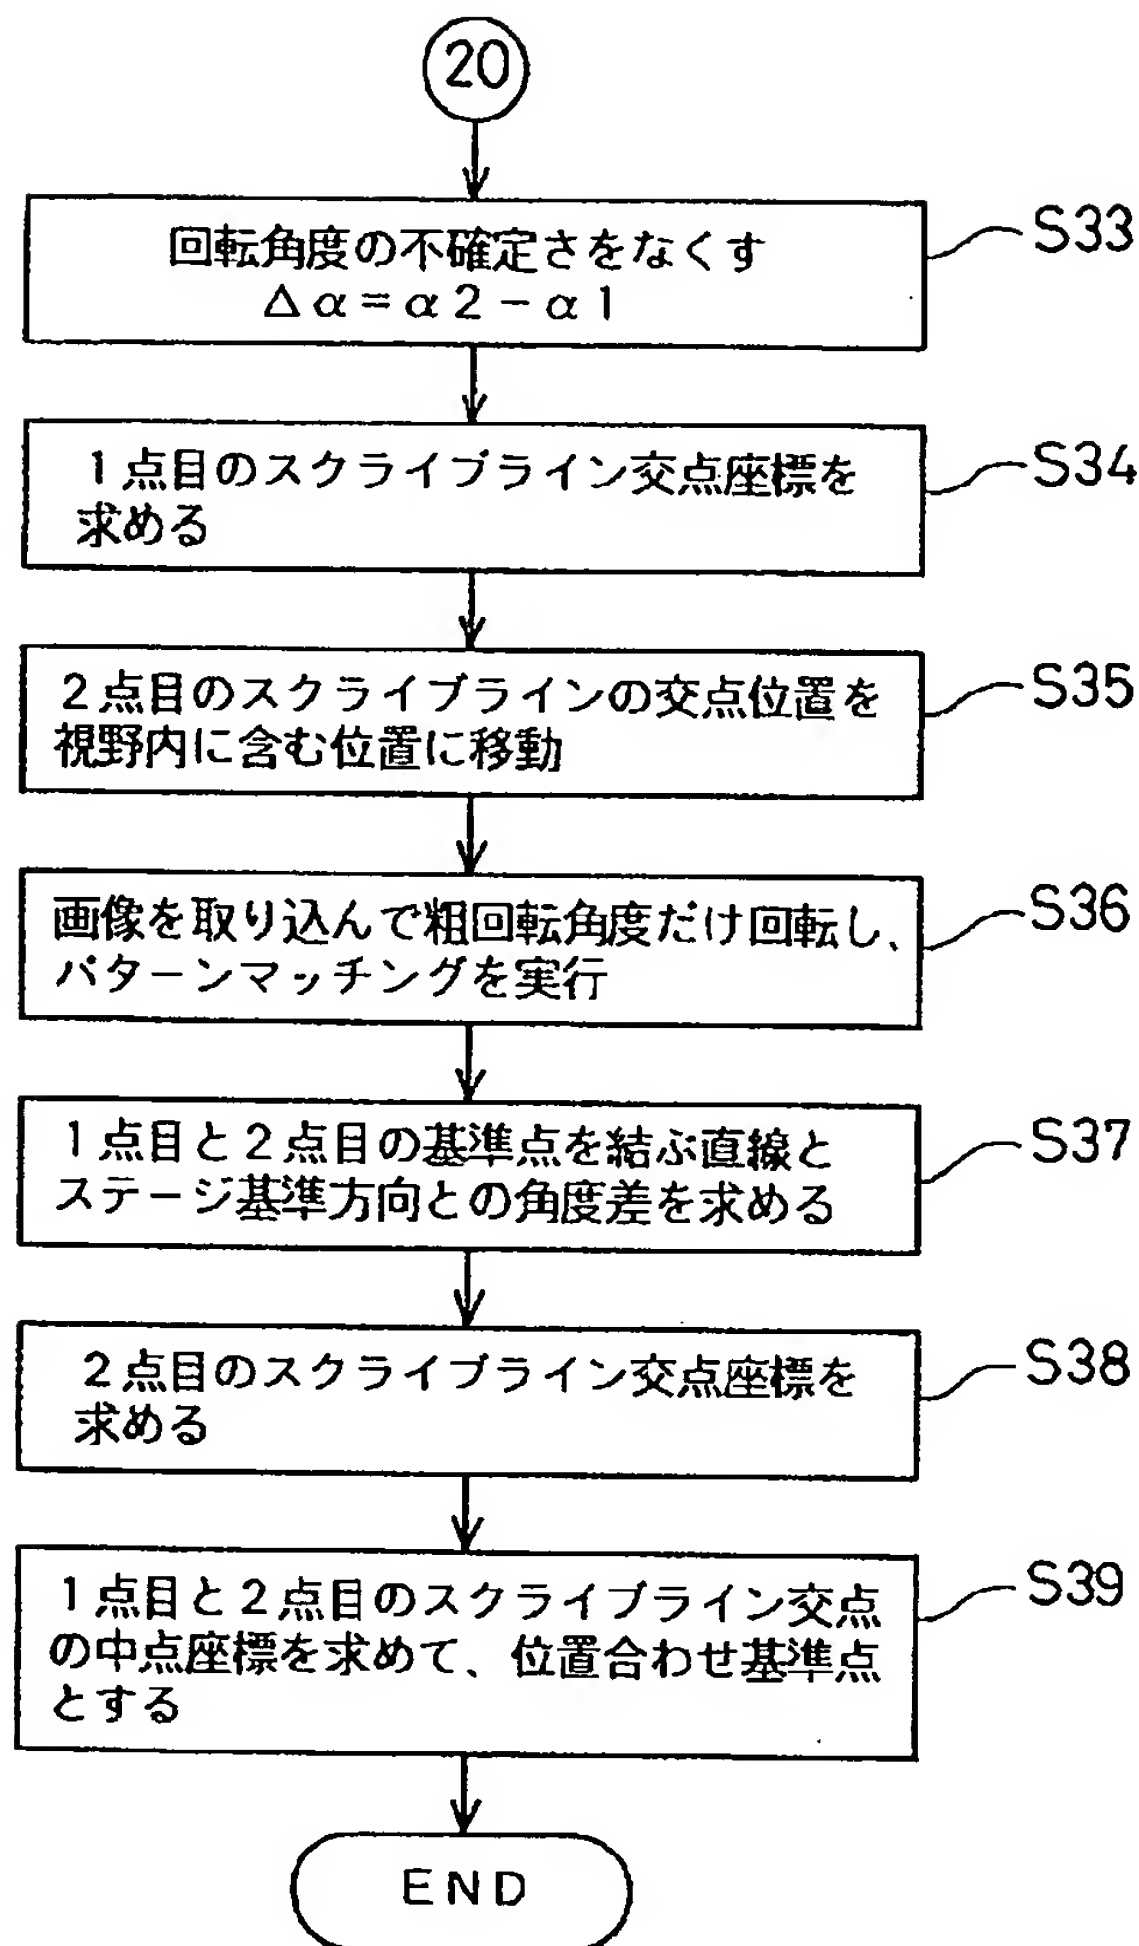 20
回転角度の不確定さをなくす
△α=α2-α1
S33
1点目のスクライブライン交点座標を
求める
S34
2点目のスクライブラインの交点位置を
視野内に含む位置に移動
S35
画像を取り込んで粗回転角度だけ回転し、
パターンマッチングを実行
S36
1点目と2点目の基準点を結ぶ直線と
ステージ基準方向との角度差を求める
S37
2点目のスクライブライン交点座標を
求める
S38
1点目と2点目のスクライブライン交点
の中点座標を求めて、位置合わせ基準点
とする
S39
END